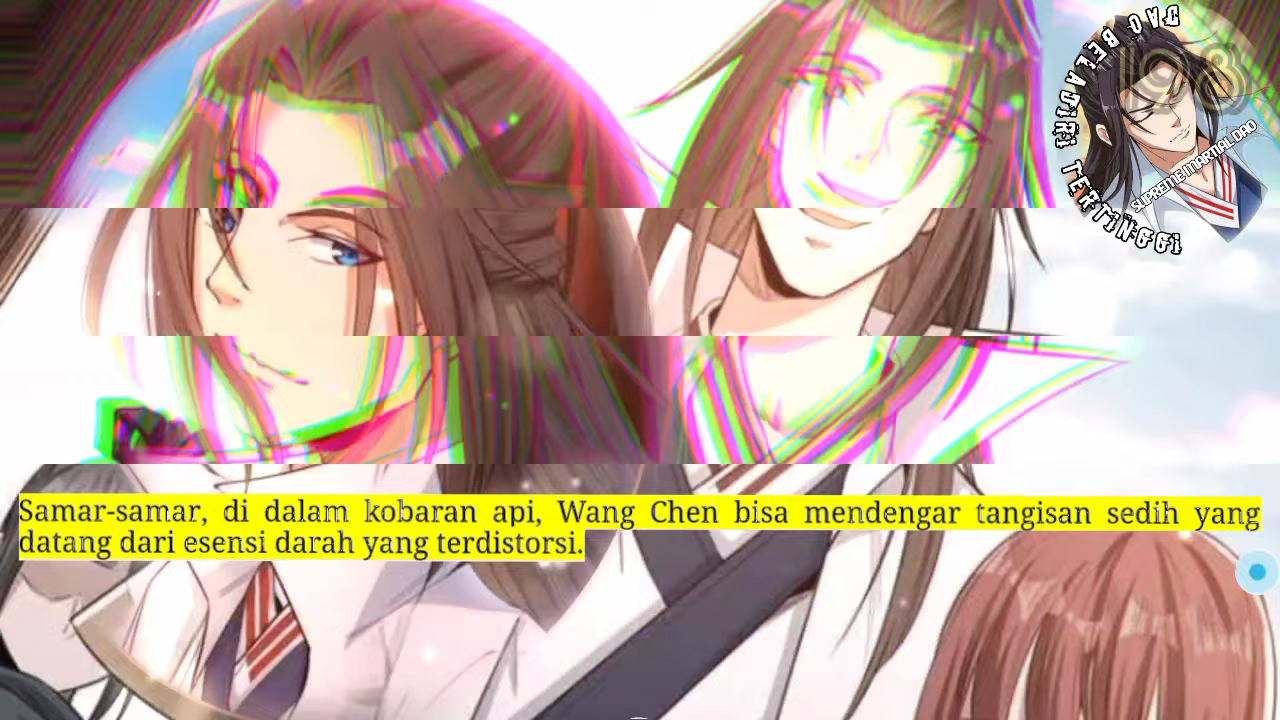 DAO BELADIRI TERTINGGI
198
SUPREME MARTIAL DAO
Samar-samar, di dalam kobaran api, Wang Chen bisa mendengar tangisan sedih yang
datang dari esensi darah yang terdistorsi.